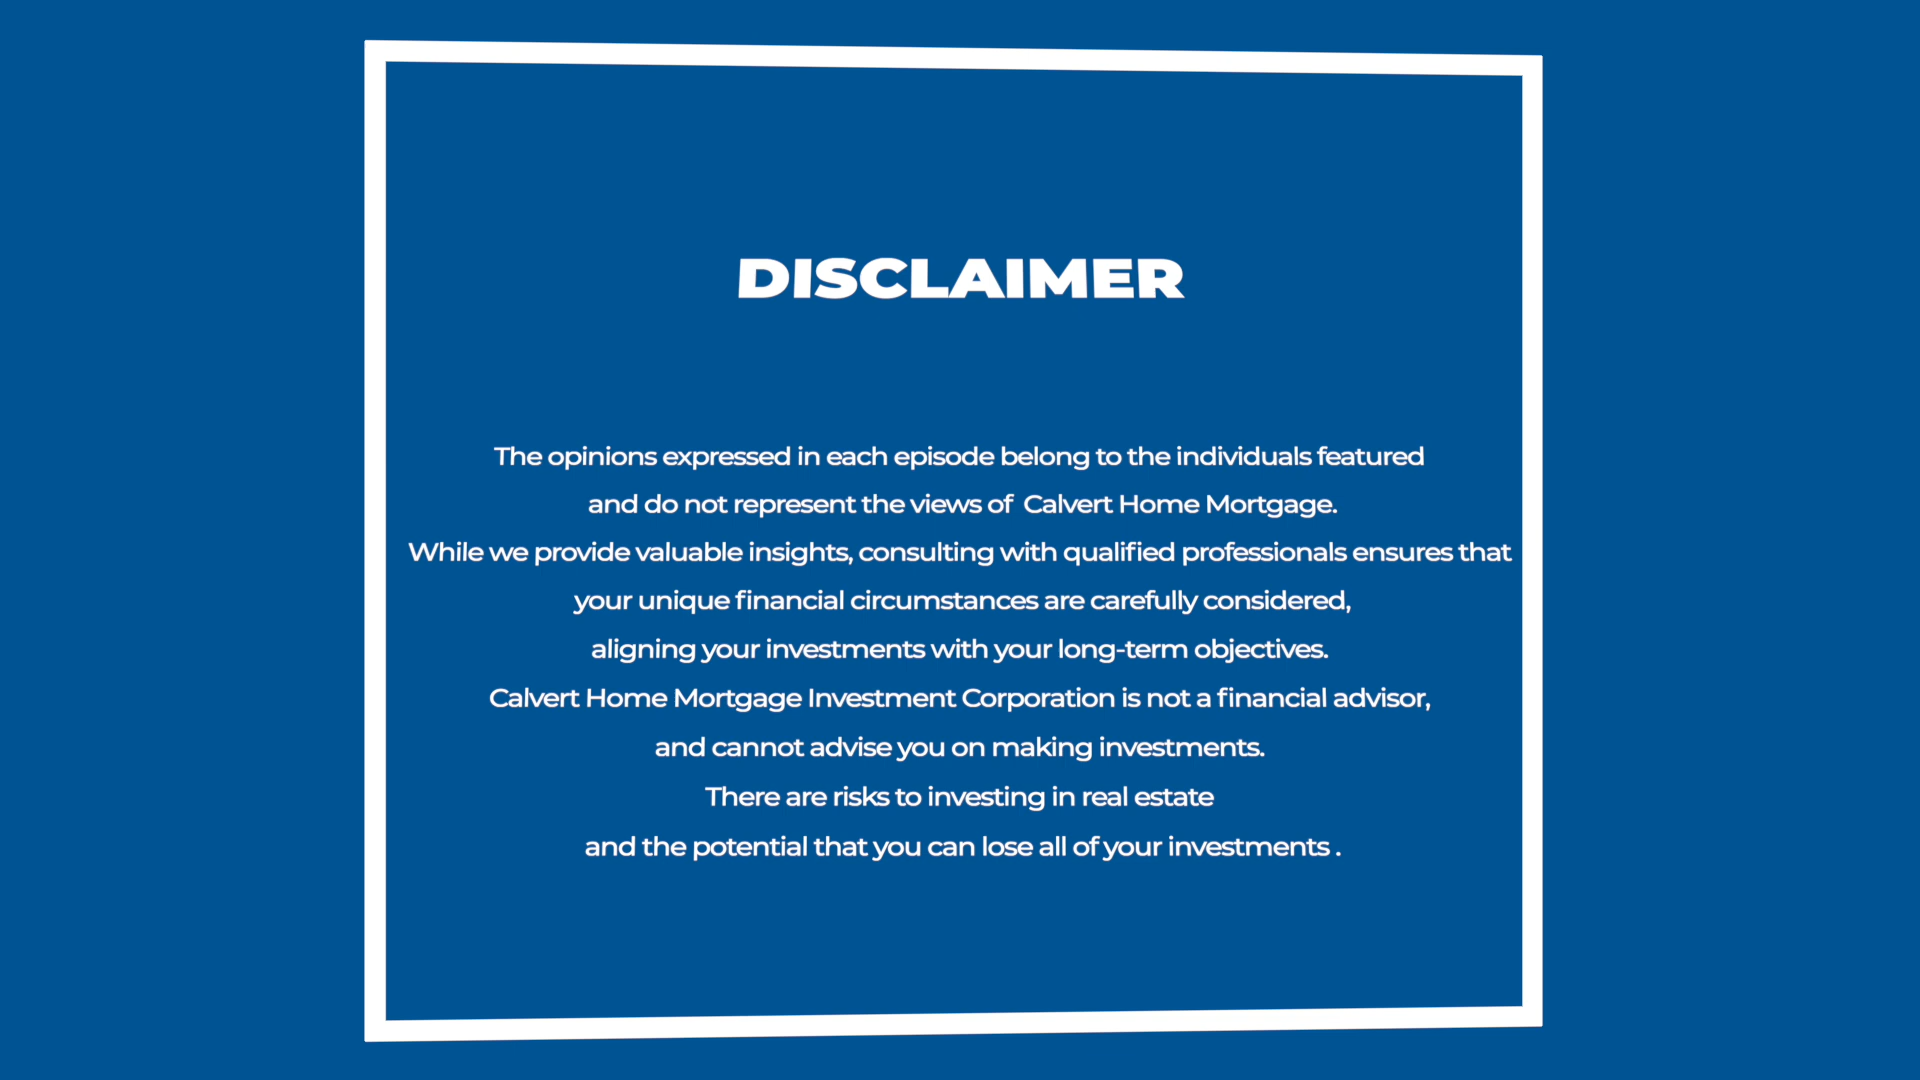 DISCLAIMER
The opinions expressed in each episode belong to the individuals featured
and do not represent the views of  Calvert Home Mortgage.
While we provide valuable insights, consulting with qualified professionals ensures that
your unique financial circumstances are carefully considered,
aligning your investments with your long-term objectives.
Calvert Home Mortgage Investment Corporation is not a financial advisor,
and cannot advise you on making investments.
There are risks to investing in real estate
and the potential that you can lose all of your investments .